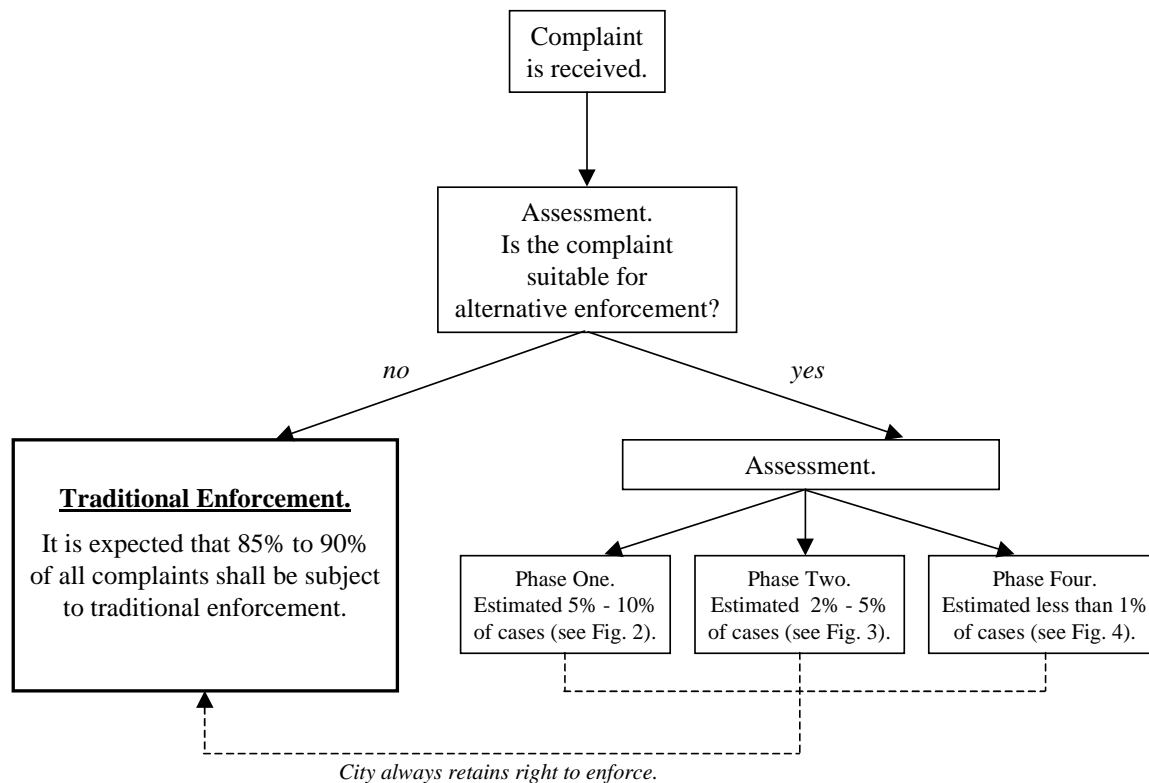 Complaint
is received.
Assessment.
Is the complaint
suitable for
alternative enforcement?
no
yes
Traditional Enforcement.
It is expected that 85% to 90%
of all complaints shall be subject
to traditional enforcement.
Assessment.
Phase One.
Estimated 5% - 10%
of cases (see Fig. 2).
Phase Two.
Estimated 2% - 5%
of cases (see Fig. 3).
Phase Four.
Estimated less than 1%
of cases (see Fig. 4).
City always retains right to enforce.